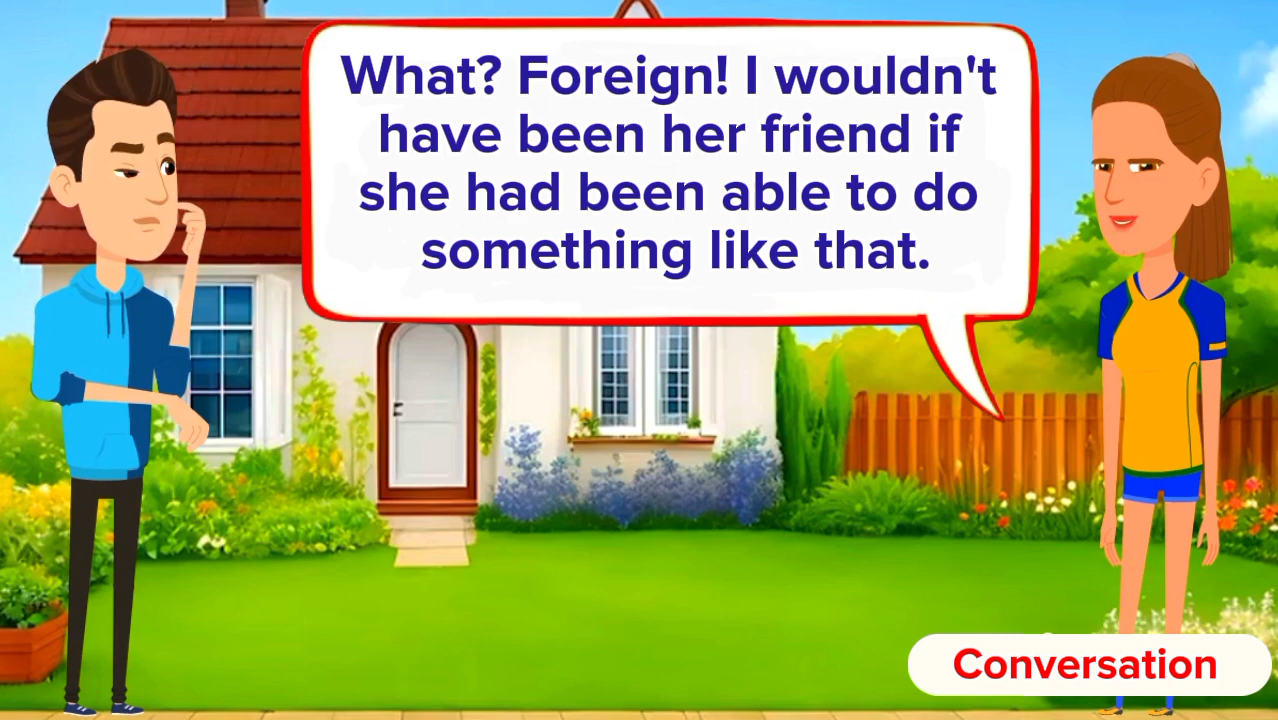 What? Foreign! I wouldn't
have been her friend if
she had been able to do
something like that.
Conversation